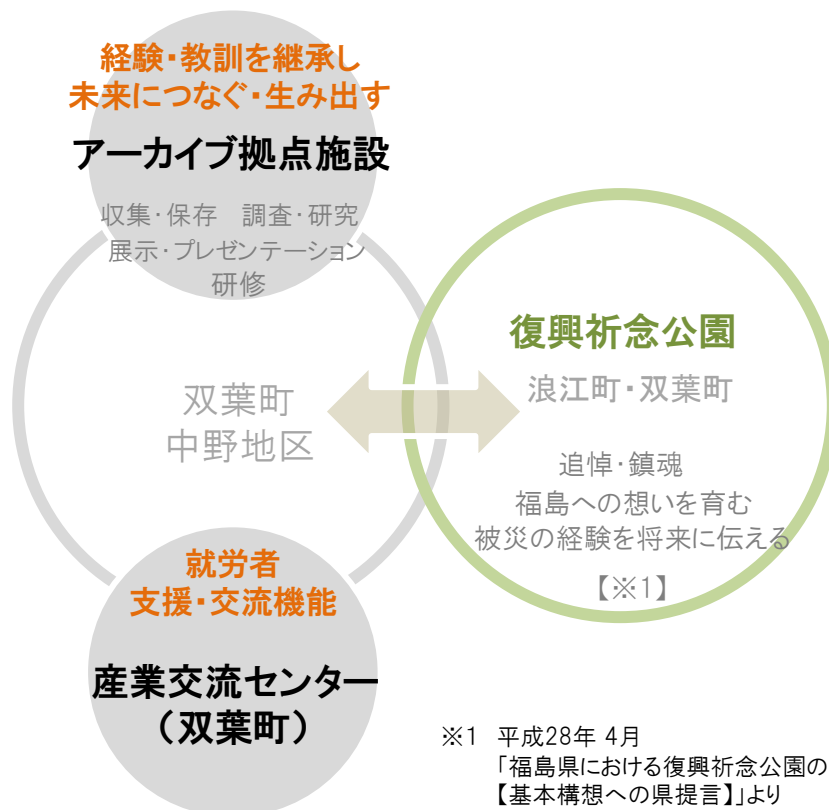 経験・教訓を継承し
未来につなぐ・生み出す
アーカイブ拠点施設
収集・保存　調査・研究
展示・プレゼンテーション
研修
双葉町
中野地区
就労者
支援・交流機能
産業交流センター
（双葉町）
復興祈念公園
浪江町・双葉町
追悼・鎮魂
福島への想いを育む
被災の経験を将来に伝える
【※1】
※1　平成28年 4月
「福島県における復興祈念公園の
【基本構想への県提言】」より